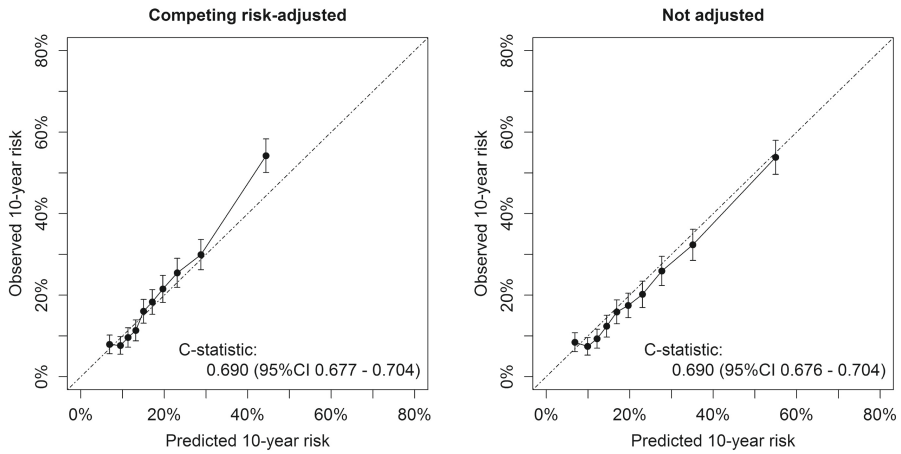 Competing risk-adjusted
Observed 10-year risk
80%
60%
40%
20%
0%
C-statistic:
0.690 (95%CI 0.677 - 0.704)
0% 20% 40% 60% 80%
Predicted 10-year risk
Not adjusted
Observed 10-year risk
80%
60%
40%
20%
0%
C-statistic:
0.690 (95%CI 0.676 - 0.704)
0% 20% 40% 60% 80%
Predicted 10-year risk